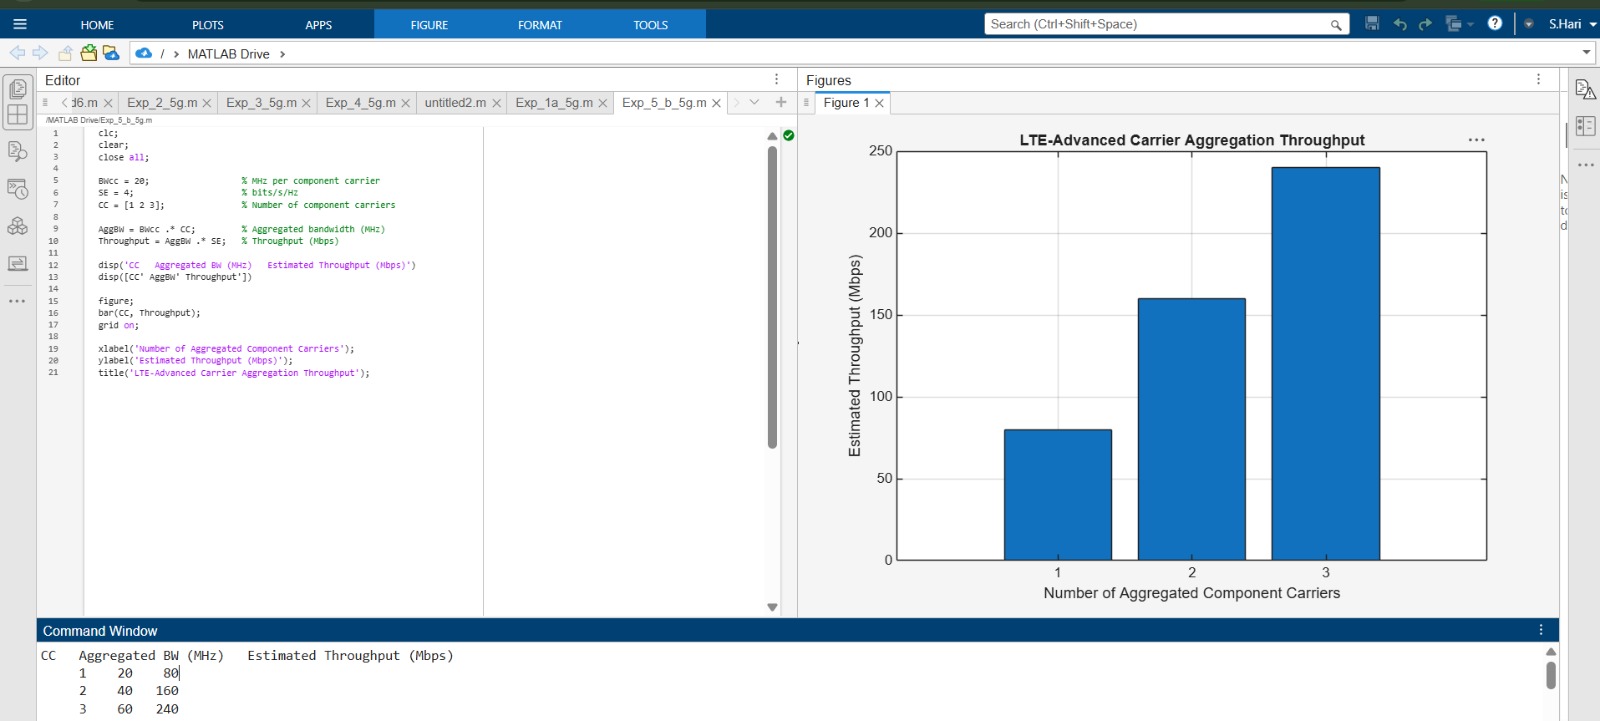 HOME PLOTS APPS FIGURE FORMAT TOOLS Search (Ctrl+Shift+Space) S.Hari
/ > MATLAB Drive >
Editor
d6.m Exp_2_5g.m Exp_3_5g.m Exp_4_5g.m untitled2.m Exp_1a_5g.m Exp_5_b_5g.m
/MATLAB Drive/Exp_5_b_5g.m
1 clc;
2 clear;
3 close all;
4
5 BWcc = 20; % MHz per component carrier
6 SE = 4; % bits/s/Hz
7 CC = [1 2 3]; % Number of component carriers
8
9 AggBW = BWcc .* CC; % Aggregated bandwidth (MHz)
10 Throughput = AggBW .* SE; % Throughput (Mbps)
11
12 disp('CC Aggregated BW (MHz) Estimated Throughput (Mbps)')
13 disp([CC' AggBW' Throughput'])
14
15 figure;
16 bar(CC, Throughput);
17 grid on;
18
19 xlabel('Number of Aggregated Component Carriers');
20 ylabel('Estimated Throughput (Mbps)');
21 title('LTE-Advanced Carrier Aggregation Throughput');
Figures
Figure 1
LTE-Advanced Carrier Aggregation Throughput
250
200
150
100
50
0
Estimated Throughput (Mbps)
1 2 3
Number of Aggregated Component Carriers
N
is
to
d
Command Window
CC Aggregated BW (MHz) Estimated Throughput (Mbps)
1 20 80
2 40 160
3 60 240